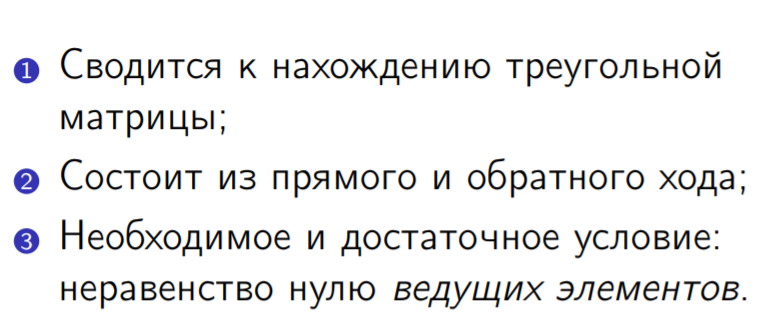 1 Сводится к нахождению треугольной
матрицы;
2 Состоит из прямого и обратного хода;
3 Необходимое и достаточное условие:
неравенство нулю ведущих элементов.